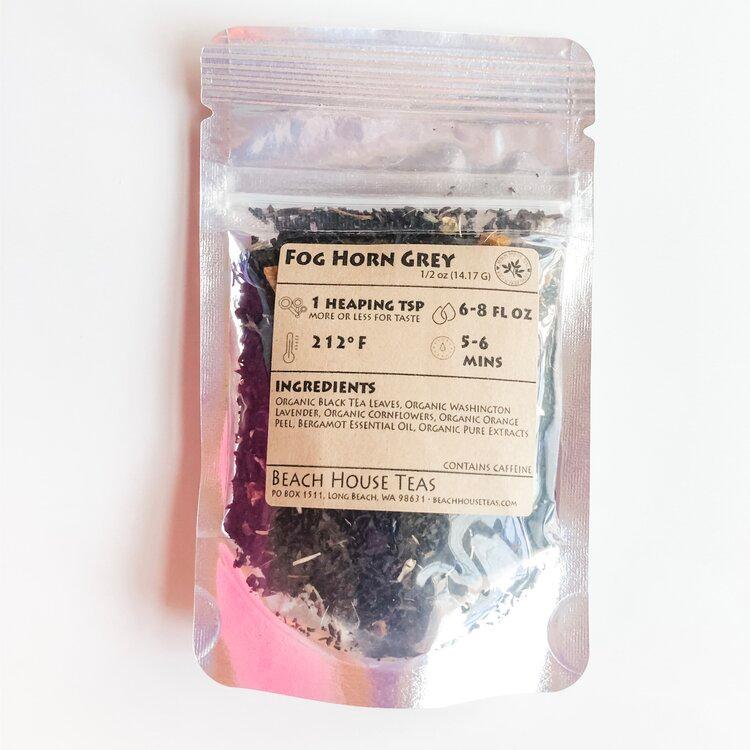 Fog Horn Grey
1/2 oz (14.17 G)
1 HEAPING TSP
MORE OR LESS FOR TASTE
6-8 FL OZ
212°F
5-6
MINS
INGREDIENTS
Organic Black Tea Leaves, Organic Washington
Lavender, Organic Cornflowers, Organic Orange
Peel, Bergamot Essential Oil, Organic Pure Extracts
CONTAINS CAFFEINE
Beach House Teas
PO BOX 1511, Long Beach, WA 98631 · beachhouseteas.com